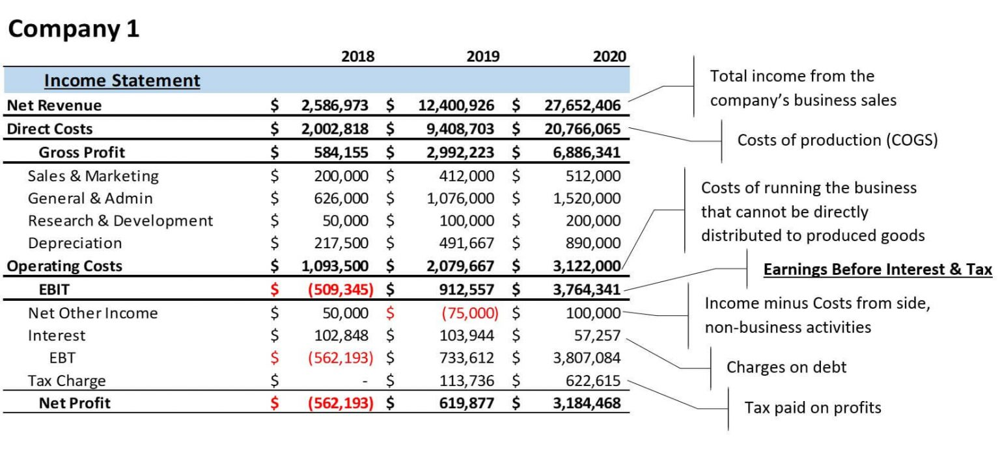 Company 1
2018 2019 2020
Income Statement
Net Revenue $ 2,586,973 $ 12,400,926 $ 27,652,406
Direct Costs $ 2,002,818 $ 9,408,703 $ 20,766,065
Gross Profit $ 584,155 $ 2,992,223 $ 6,886,341
Sales & Marketing $ 200,000 $ 412,000 $ 512,000
General & Admin $ 626,000 $ 1,076,000 $ 1,520,000
Research & Development $ 50,000 $ 100,000 $ 200,000
Depreciation $ 217,500 $ 491,667 $ 890,000
Operating Costs $ 1,093,500 $ 2,079,667 $ 3,122,000
EBIT $ (509,345) $ 912,557 $ 3,764,341
Net Other Income $ 50,000 $ (75,000) $ 100,000
Interest $ 102,848 $ 103,944 $ 57,257
EBT $ (562,193) $ 733,612 $ 3,807,084
Tax Charge $ - $ 113,736 $ 622,615
Net Profit $ (562,193) $ 619,877 $ 3,184,468
Total income from the
company’s business sales
Costs of production (COGS)
Costs of running the business
that cannot be directly
distributed to produced goods
Earnings Before Interest & Tax
Income minus Costs from side,
non-business activities
Charges on debt
Tax paid on profits